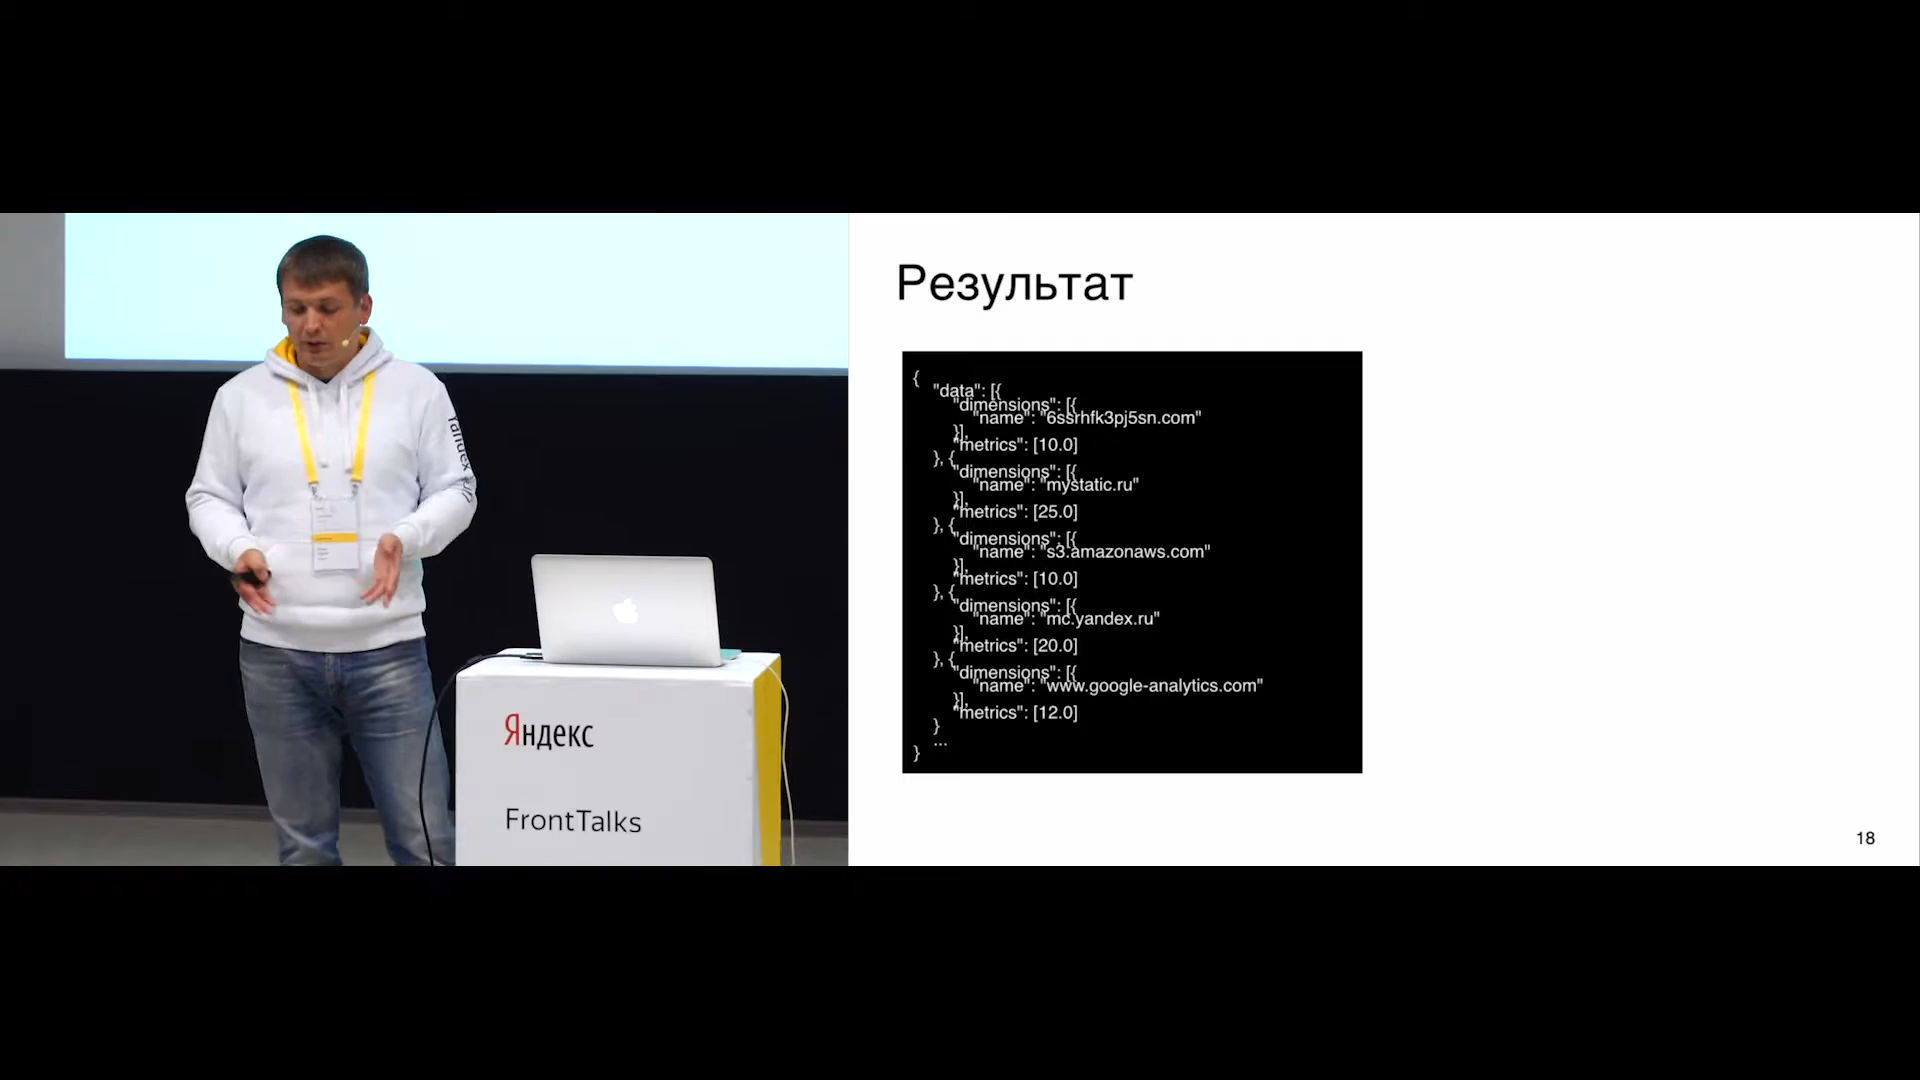 Результат
{
"data": [{
"dimensions": [{
"name": "6ssrhfk3pj5sn.com"
}],
"metrics": [10.0]
}, {
"dimensions": [{
"name": "mystatic.ru"
}],
"metrics": [25.0]
}, {
"dimensions": [{
"name": "s3.amazonaws.com"
}],
"metrics": [10.0]
}, {
"dimensions": [{
"name": "mc.yandex.ru"
}],
"metrics": [20.0]
}, {
"dimensions": [{
"name": "www.google-analytics.com"
}],
"metrics": [12.0]
}
...
}
18
Яндекс
FrontTalks